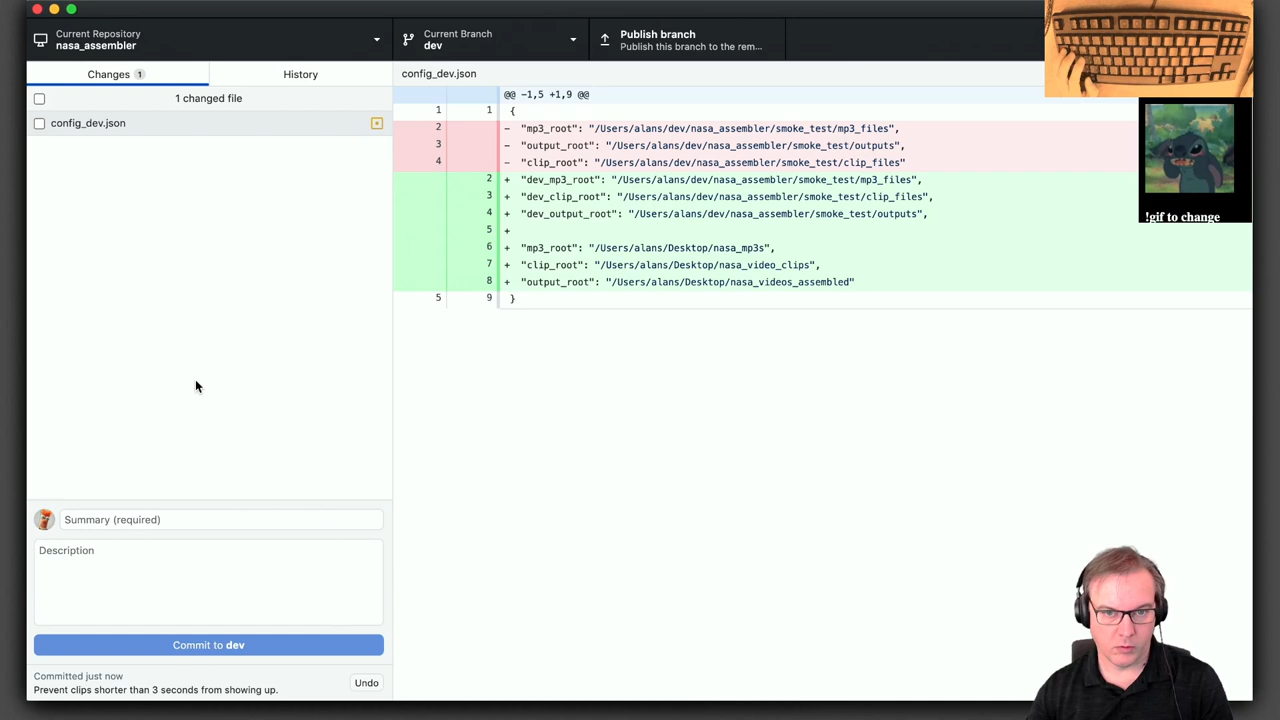 Current Repository
nasa_assembler
Current Branch
dev
Publish branch
Publish this branch to the rem...
Changes 1
History
config_dev.json
1 changed file
config_dev.json
@@ -1,5 +1,9 @@
1 1 {
2 - "mp3_root": "/Users/alans/dev/nasa_assembler/smoke_test/mp3_files",
3 - "output_root": "/Users/alans/dev/nasa_assembler/smoke_test/outputs",
4 - "clip_root": "/Users/alans/dev/nasa_assembler/smoke_test/clip_files"
2 + "dev_mp3_root": "/Users/alans/dev/nasa_assembler/smoke_test/mp3_files",
3 + "dev_clip_root": "/Users/alans/dev/nasa_assembler/smoke_test/clip_files",
4 + "dev_output_root": "/Users/alans/dev/nasa_assembler/smoke_test/outputs",
5 +
6 + "mp3_root": "/Users/alans/Desktop/nasa_mp3s",
7 + "clip_root": "/Users/alans/Desktop/nasa_video_clips",
8 + "output_root": "/Users/alans/Desktop/nasa_videos_assembled"
5 9 }
!gif to change
Summary (required)
Description
Commit to dev
Committed just now
Prevent clips shorter than 3 seconds from showing up.
Undo